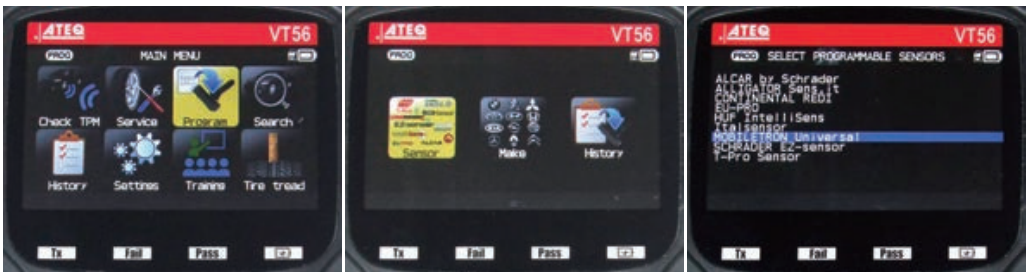 ATEQ VT56
PROG MAIN MENU
Check TPM Service Program Search
History Settings Training Tire tread
Tx Fail Pass
ATEQ VT56
PROG
Sensor Make History
Tx Fail Pass
ATEQ VT56
PROG SELECT PROGRAMMABLE SENSORS
ALCAR by Schrader
ALLIGATOR Sens.it
CONTINENTAL REDI
EU-PRO
HUF IntelliSens
Italsensor
MOBILETRON Universal
SCHRADER EZ-sensor
T-Pro Sensor
Tx Fail Pass